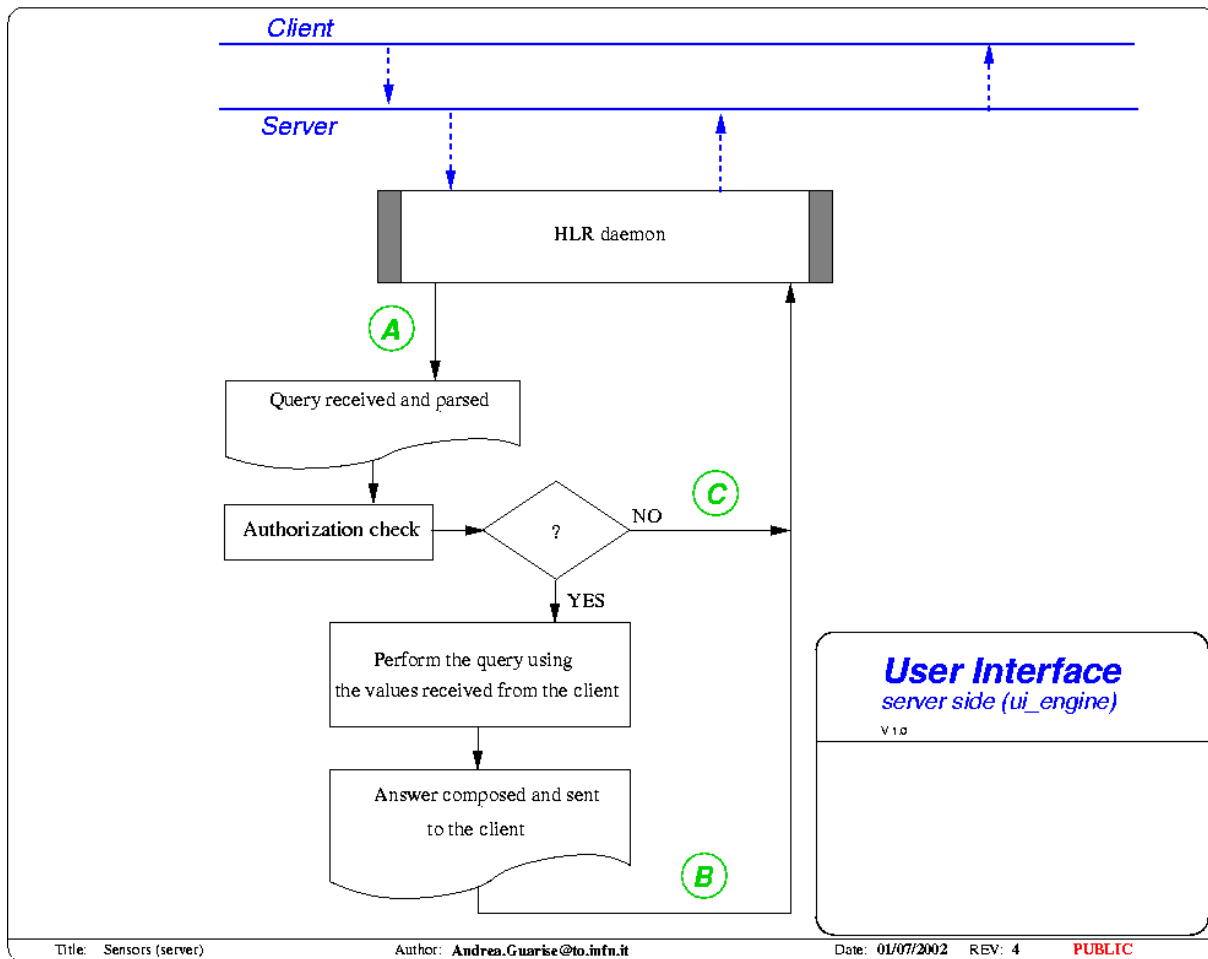 Client
Server
HLR daemon
A
Query received and parsed
C
NO
Authorization check
?
YES
Perform the query using
the values received from the client
User Interface
server side (ui_engine)
V 1.0
Answer composed and sent
to the client
B
Title: Sensors (server) Author: Andrea.Guarise@to.infn.it Date: 01/07/2002 REV: 4 PUBLIC